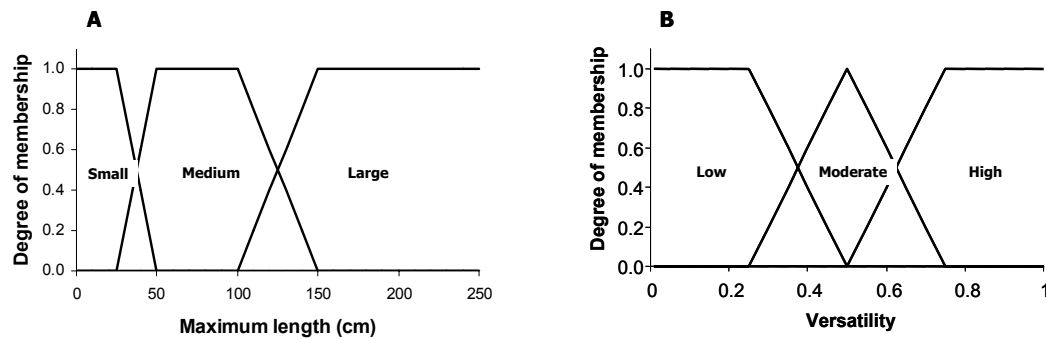 A
Degree of membership
1.0
0.8
0.6
0.4
0.2
0.0
Small
Medium
Large
0
50
100
150
200
250
Maximum length (cm)
B
Degree of membership
1.0
0.8
0.6
0.4
0.2
0.0
Low
Moderate
High
0
0.2
0.4
0.6
0.8
1
Versatility